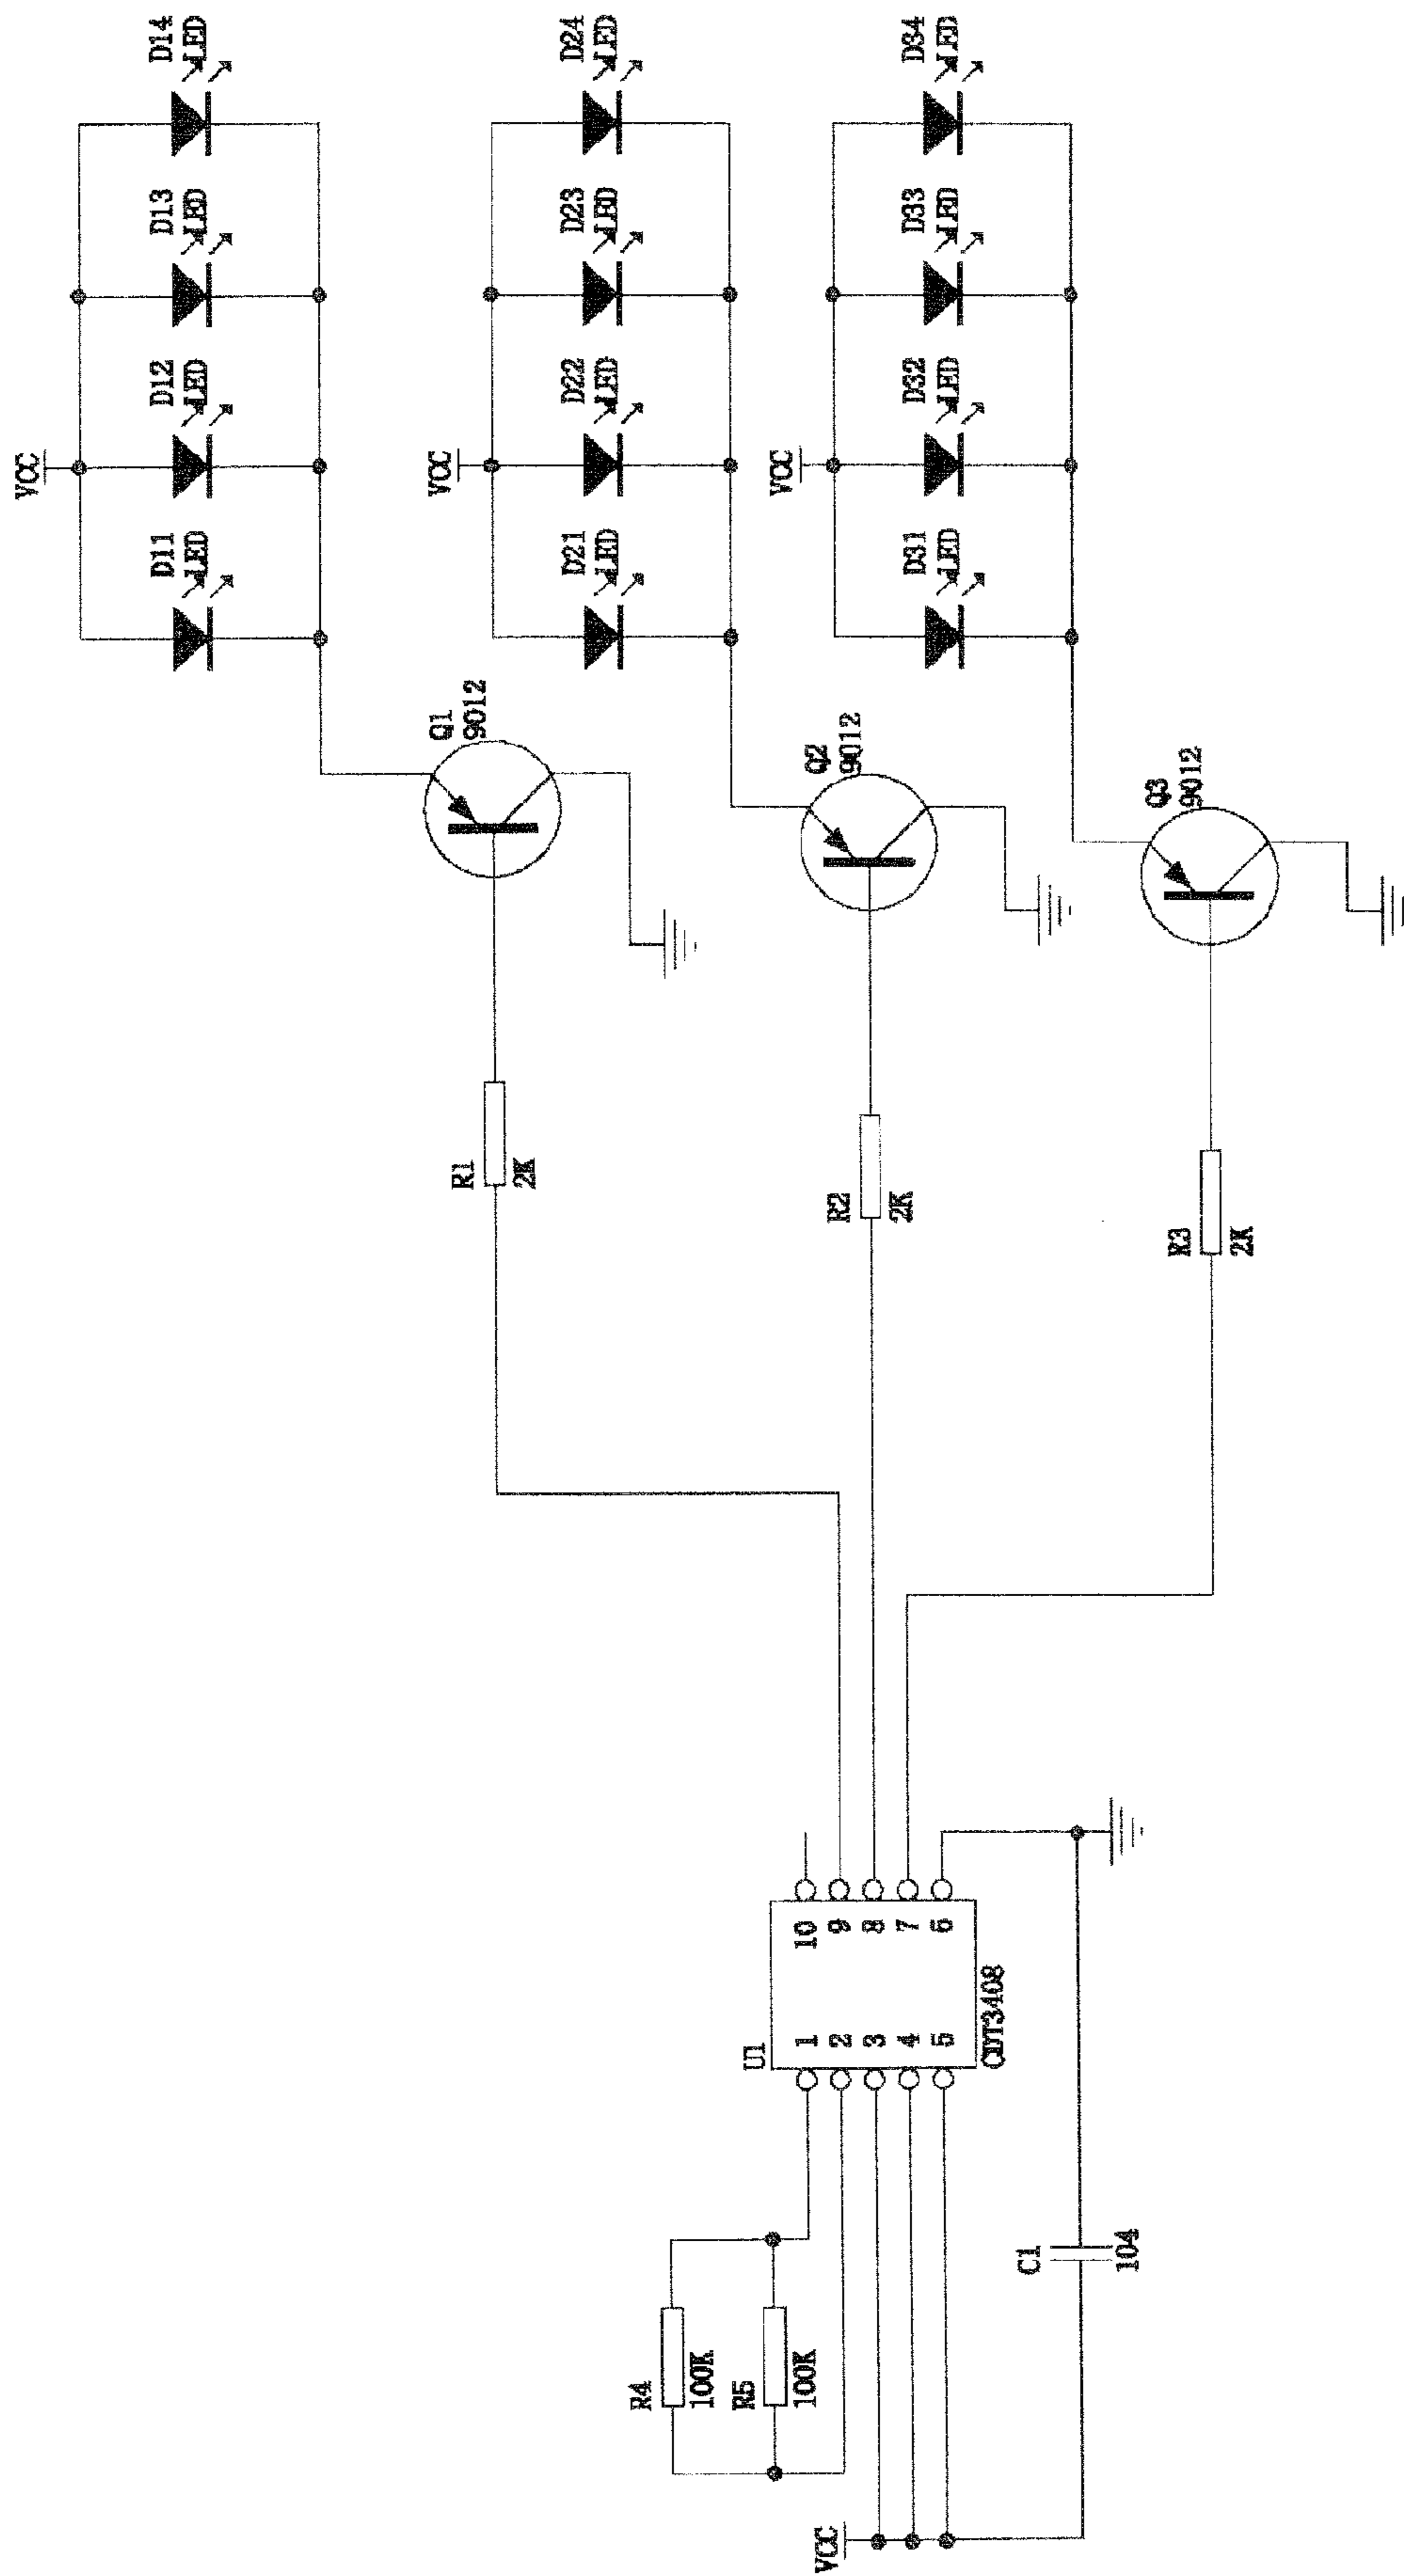 VCC
D11
LED
D12
LED
D13
LED
D14
LED
VCC
D21
LED
D22
LED
D23
LED
D24
LED
VCC
D31
LED
D32
LED
D33
LED
D34
LED
Q1
9012
Q2
9012
Q3
9012
R1
2K
R2
2K
R3
2K
U1
1
2
3
4
5
10
9
8
7
6
CDT3408
R4
100K
R5
100K
C1
104
VCC